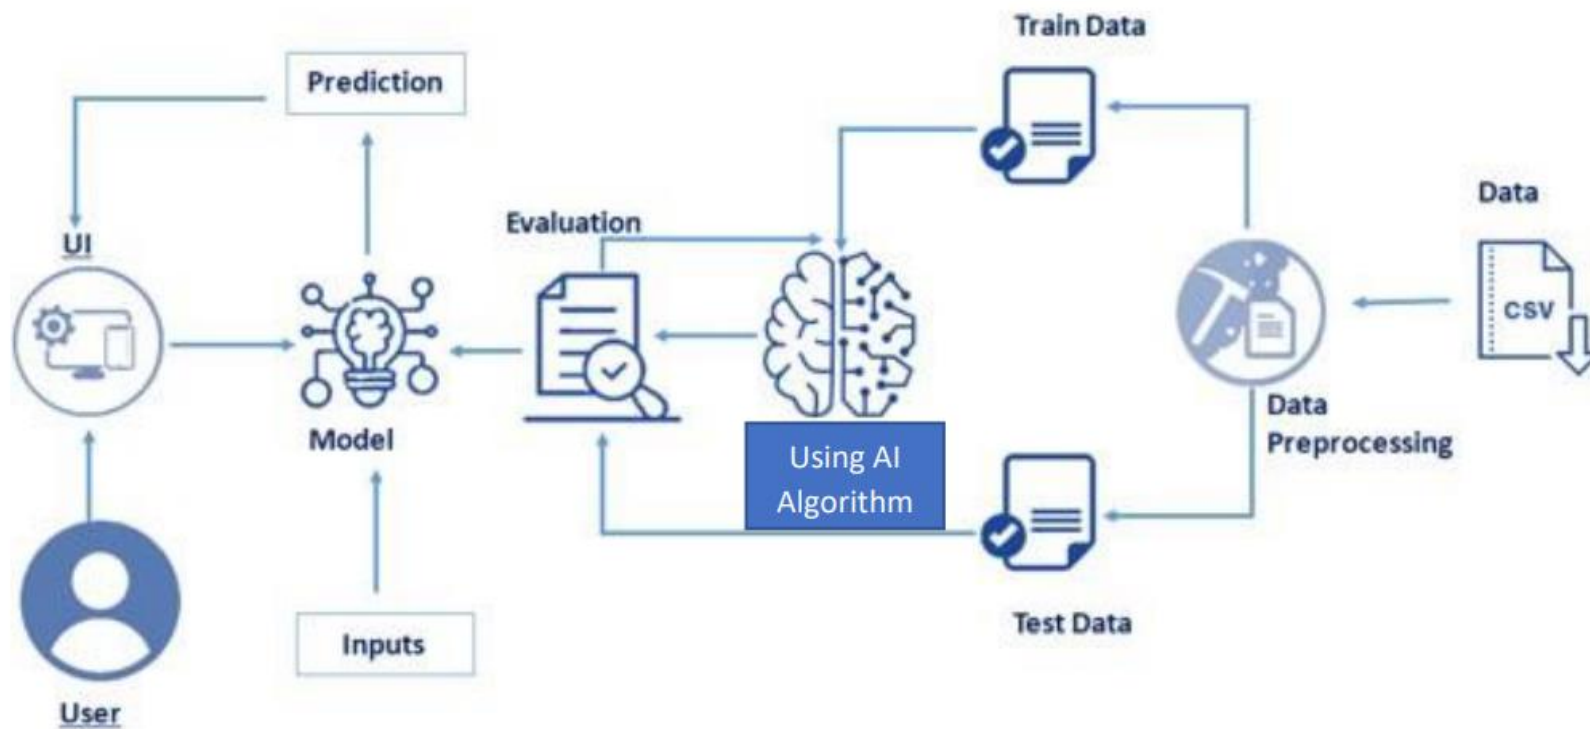 Train Data
Prediction
Data
Evaluation
UI
CSV
Data
Preprocessing
Model
Using AI
Algorithm
Test Data
Inputs
User